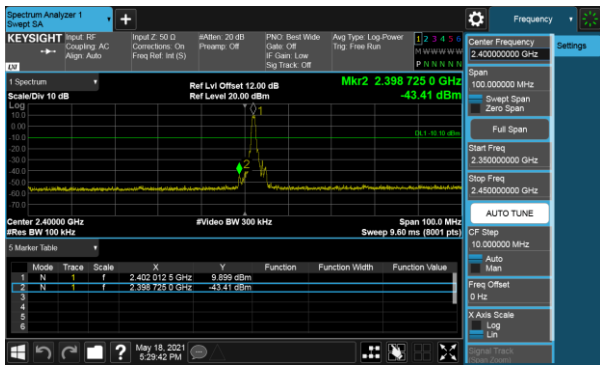 Spectrum Analyzer 1
Swept SA
+
Frequency
KEYSIGHT
Input: RF
Coupling: AC
Align: Auto
Input Z: 50 Ω
Corrections: On
Freq Ref: Int (S)
#Atten: 20 dB
Preamp: Off
PNO: Best Wide
Gate: Off
IF Gain: Low
Sig Track: Off
Avg Type: Log-Power
Trig: Free Run
1 2 3 4 5 6
M W W W W W
P N N N N N
LXI
1 Spectrum
Scale/Div 10 dB
Ref Lvl Offset 12.00 dB
Ref Level 20.00 dBm
Mkr2 2.398 725 0 GHz
-43.41 dBm
Log
10.0
0.00
-10.0
-20.0
-30.0
-40.0
-50.0
-60.0
-70.0
1
2
DL1 -10.10 dBm
Center 2.40000 GHz
#Res BW 100 kHz
#Video BW 300 kHz
Span 100.0 MHz
Sweep 9.60 ms (8001 pts)
5 Marker Table
Mode Trace Scale X Y Function Function Width Function Value
1 N 1 f 2.402 012 5 GHz 9.899 dBm
2 N 1 f 2.398 725 0 GHz -43.41 dBm
3
4
5
6
May 18, 2021
5:29:42 PM
?
Center Frequency
2.400000000 GHz
Settings
Span
100.000000 MHz
Swept Span
Zero Span
Full Span
Start Freq
2.350000000 GHz
Stop Freq
2.450000000 GHz
AUTO TUNE
CF Step
10.000000 MHz
Auto
Man
Freq Offset
0 Hz
X Axis Scale
Log
Lin
Signal Track
(Span Zoom)